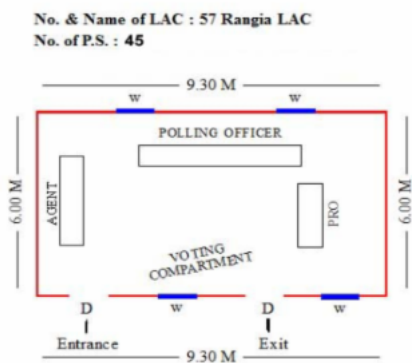 No. & Name of LAC : 57 Rangia LAC
No. of P.S. : 45
9.30 M
W
W
POLLING OFFICER
6.00 M
AGENT
PRO
6.00 M
VOTING
COMPARTMENT
D
W
D
W
Entrance
Exit
9.30 M